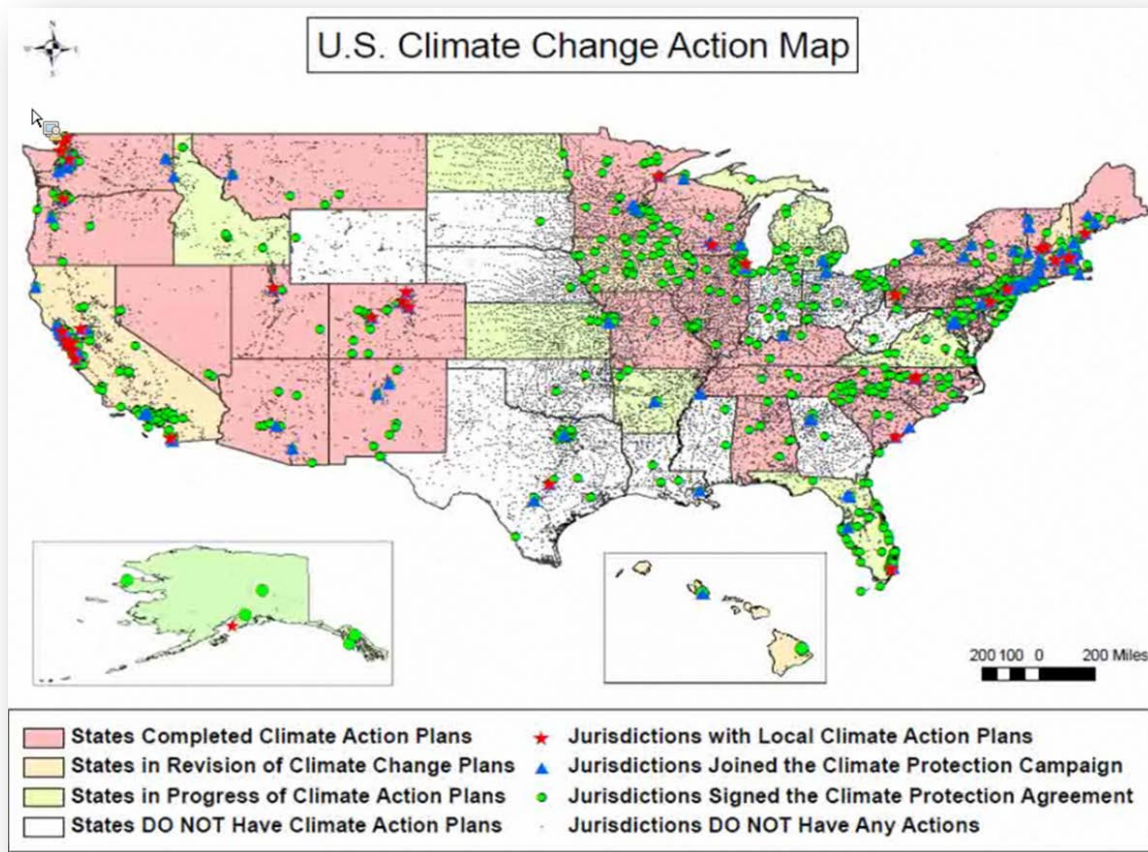 N
W
E
S
U.S. Climate Change Action Map
200 100 0 200 Miles
States Completed Climate Action Plans
Jurisdictions with Local Climate Action Plans
States in Revision of Climate Change Plans
Jurisdictions Joined the Climate Protection Campaign
States in Progress of Climate Action Plans
Jurisdictions Signed the Climate Protection Agreement
States DO NOT Have Climate Action Plans
Jurisdictions DO NOT Have Any Actions